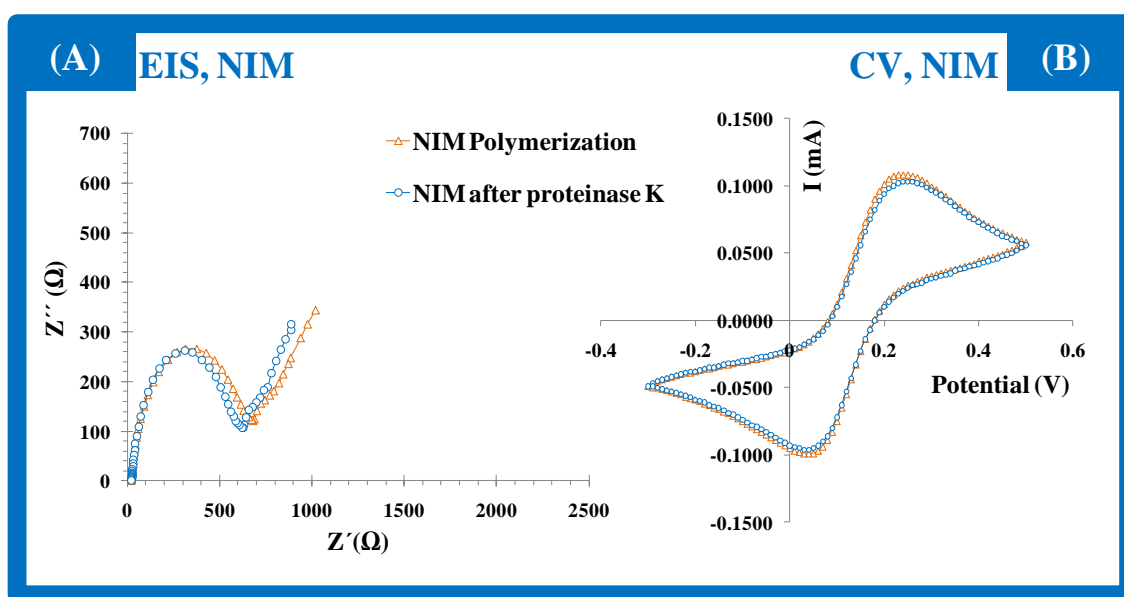 (A)
EIS, NIM
CV, NIM
(B)
NIM Polymerization
NIM after proteinase K
700
600
500
400
300
200
100
0
Z´´ (Ω)
0
500
1000
1500
2000
2500
Z´(Ω)
I (mA)
0.1500
0.1000
0.0500
0.0000
-0.0500
-0.1000
-0.1500
-0.4
-0.2
0
0.2
0.4
0.6
Potential (V)